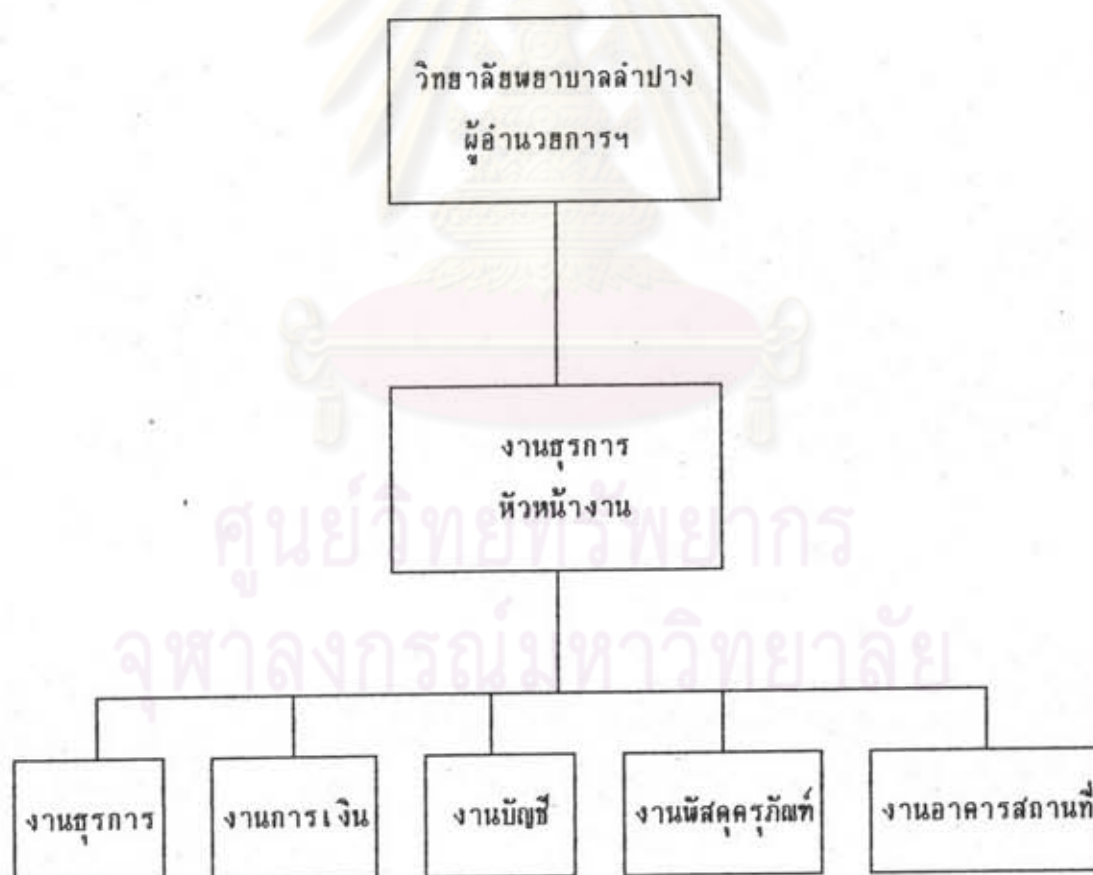 วิทยาลัยพยาบาลลำปาง
ผู้อำนวยการฯ
งานธุรการ
หัวหน้างาน
ศูนย์วิทยทรัพยากร
จุฬาลงกรณ์มหาวิทยาลัย
งานธุรการ
งานการเงิน
งานบัญชี
งานพัสดุครุภัณฑ์
งานอาคารสถานที่